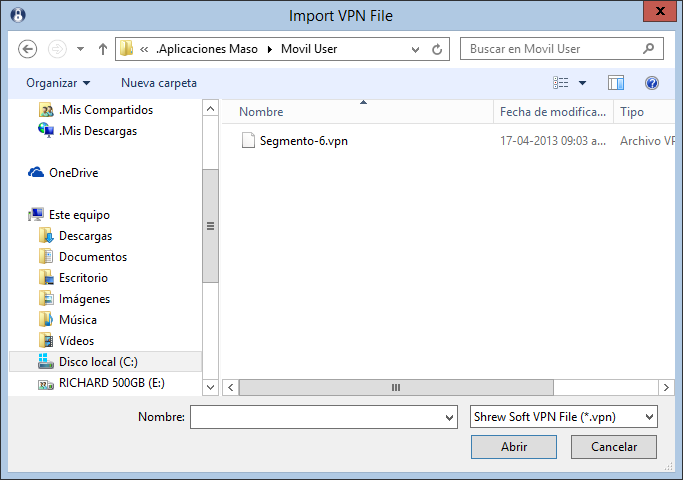 Import VPN File
« .Aplicaciones Maso Movil User
Buscar en Movil User
Organizar Nueva carpeta
.Mis Compartidos
.Mis Descargas
OneDrive
Este equipo
Descargas
Documentos
Escritorio
Imágenes
Música
Vídeos
Disco local (C:)
RICHARD 500GB (E:)
Nombre Fecha de modifica... Tipo
Segmento-6.vpn 17-04-2013 09:03 a... Archivo VP
Nombre:
Shrew Soft VPN File (*.vpn)
Abrir Cancelar